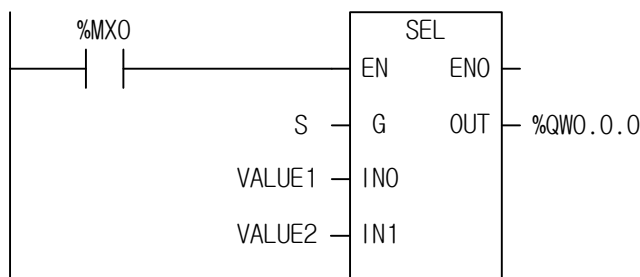 %MX0 SEL
EN ENO
S G OUT %QW0.0.0
VALUE1 IN0
VALUE2 IN1